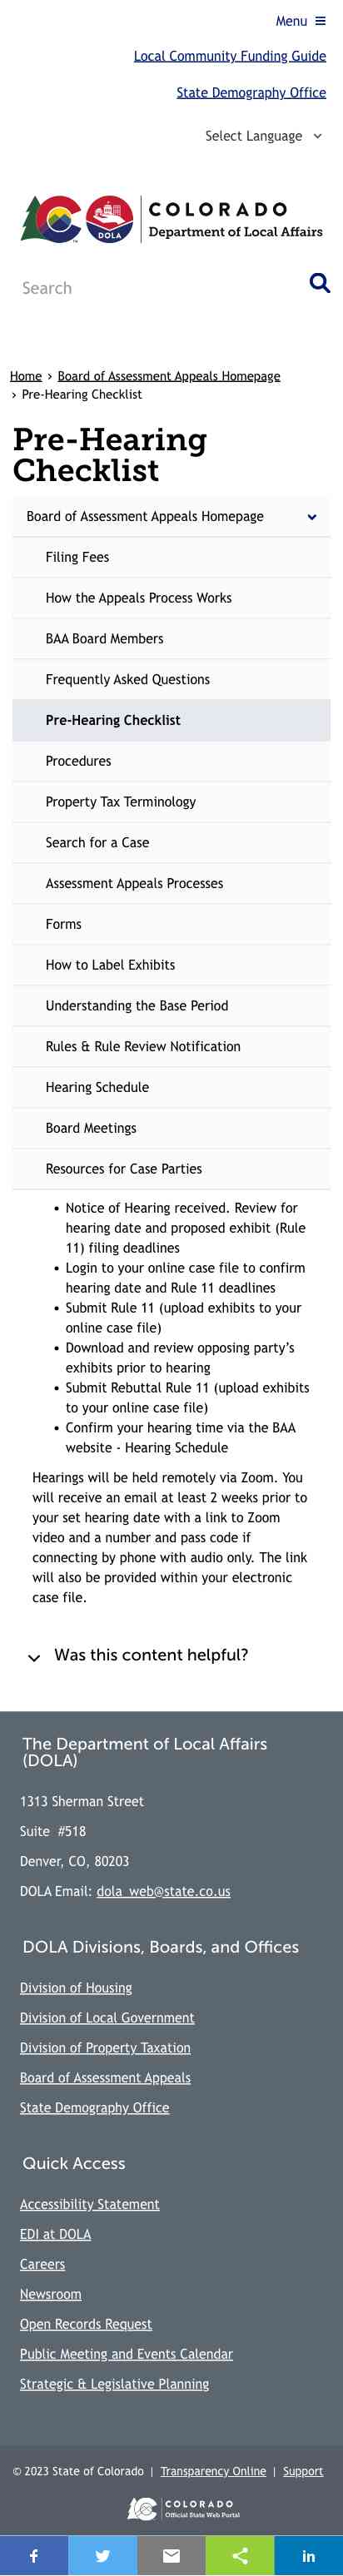 Menu
Local Community Funding Guide
State Demography Office
Select Language
COLORADO
Department of Local Affairs
DOLA
Search
Home › Board of Assessment Appeals Homepage
› Pre-Hearing Checklist
Pre-Hearing
Checklist
Board of Assessment Appeals Homepage
Filing Fees
How the Appeals Process Works
BAA Board Members
Frequently Asked Questions
Pre-Hearing Checklist
Procedures
Property Tax Terminology
Search for a Case
Assessment Appeals Processes
Forms
How to Label Exhibits
Understanding the Base Period
Rules & Rule Review Notification
Hearing Schedule
Board Meetings
Resources for Case Parties
• Notice of Hearing received. Review for
hearing date and proposed exhibit (Rule
11) filing deadlines
• Login to your online case file to confirm
hearing date and Rule 11 deadlines
• Submit Rule 11 (upload exhibits to your
online case file)
• Download and review opposing party’s
exhibits prior to hearing
• Submit Rebuttal Rule 11 (upload exhibits
to your online case file)
• Confirm your hearing time via the BAA
website - Hearing Schedule
Hearings will be held remotely via Zoom. You
will receive an email at least 2 weeks prior to
your set hearing date with a link to Zoom
video and a number and pass code if
connecting by phone with audio only. The link
will also be provided within your electronic
case file.
Was this content helpful?
The Department of Local Affairs
(DOLA)
1313 Sherman Street
Suite #518
Denver, CO, 80203
DOLA Email: dola_web@state.co.us
DOLA Divisions, Boards, and Offices
Division of Housing
Division of Local Government
Division of Property Taxation
Board of Assessment Appeals
State Demography Office
Quick Access
Accessibility Statement
EDI at DOLA
Careers
Newsroom
Open Records Request
Public Meeting and Events Calendar
Strategic & Legislative Planning
© 2023 State of Colorado | Transparency Online | Support
COLORADO
Official State Web Portal